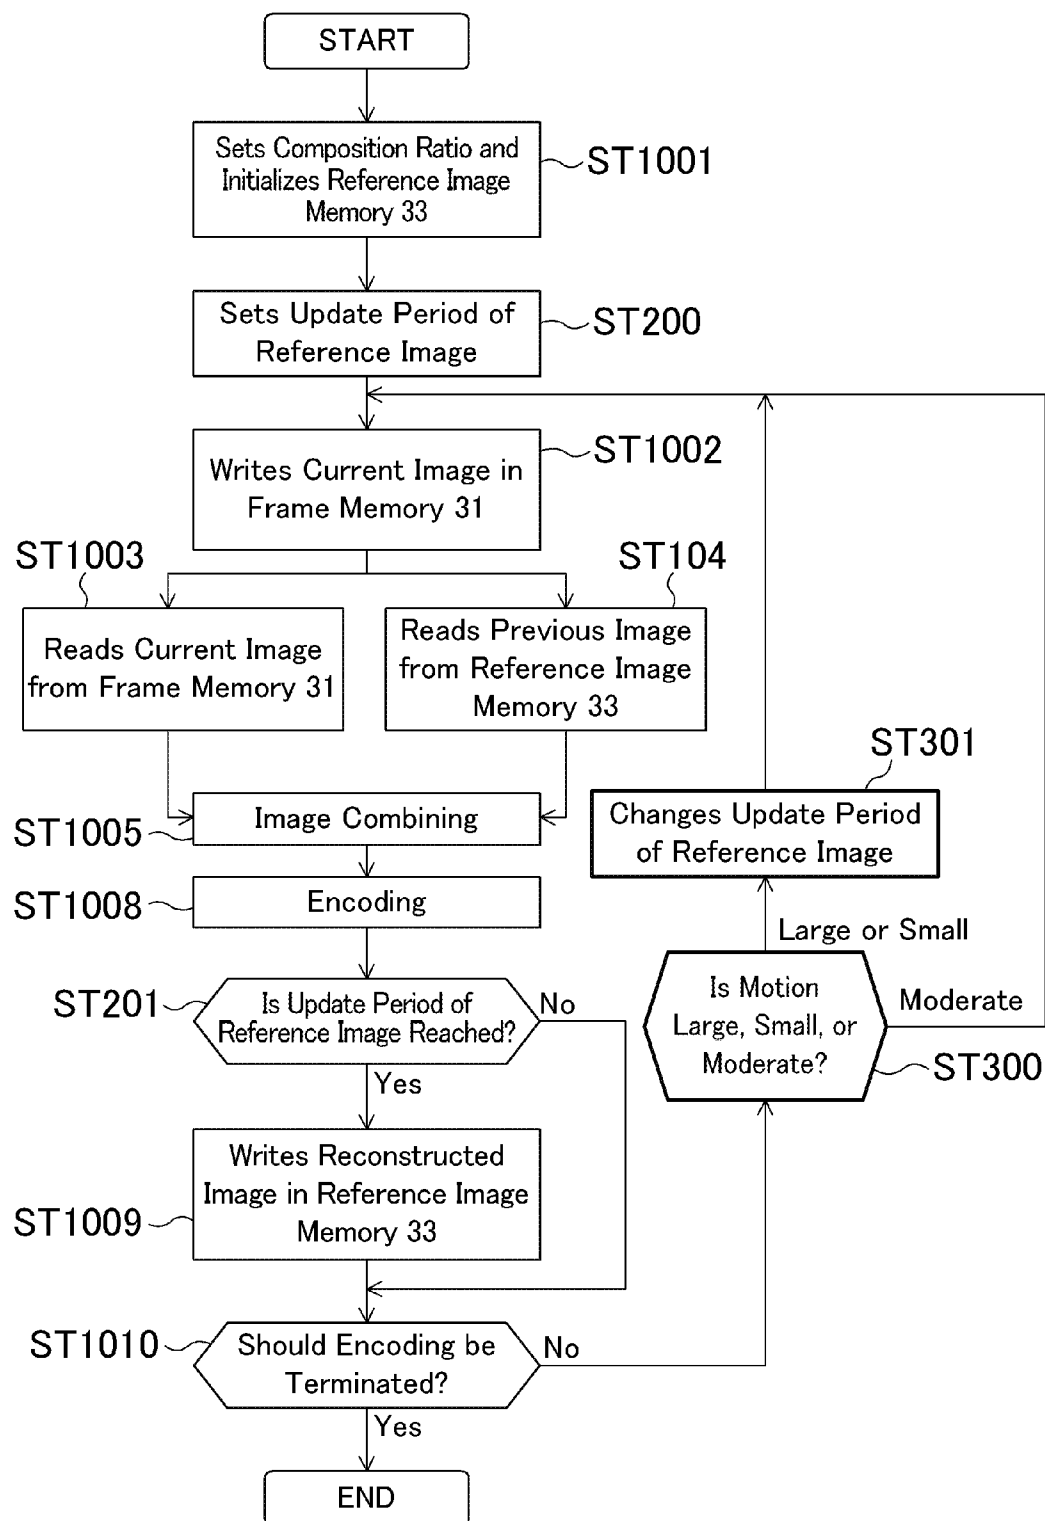 START
Sets Composition Ratio and
Initializes Reference Image
Memory 33
ST1001
Sets Update Period of
Reference Image
ST200
Writes Current Image in
Frame Memory 31
ST1002
ST1003
ST104
Reads Current Image
from Frame Memory 31
Reads Previous Image
from Reference Image
Memory 33
ST301
Changes Update Period
of Reference Image
Image Combining
ST1005
Encoding
ST1008
Large or Small
Is Motion
Large, Small, or
Moderate?
Moderate
ST300
ST201
Is Update Period of
Reference Image Reached?
No
Yes
Writes Reconstructed
Image in Reference Image
Memory 33
ST1009
ST1010
Should Encoding be
Terminated?
No
Yes
END